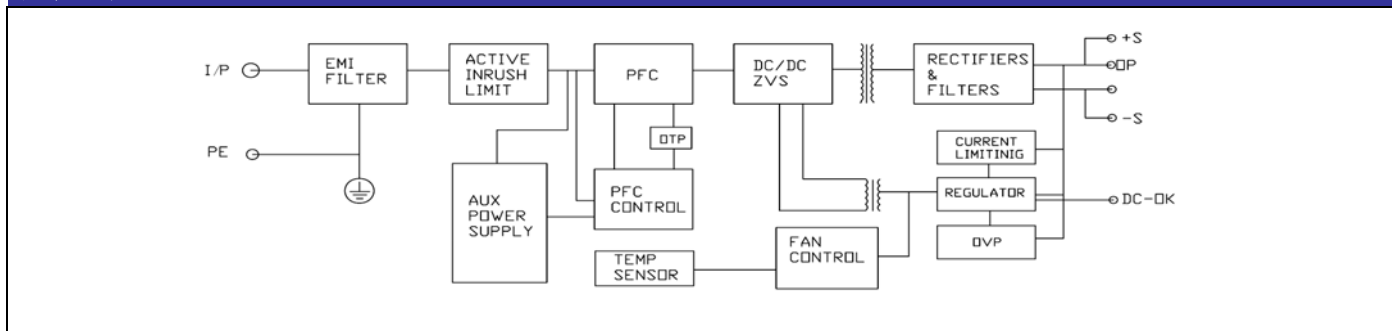 +S
I/P
EMI
FILTER
ACTIVE
INRUSH
LIMIT
PFC
DC/DC
ZVS
RECTIFIERS
&
FILTERS
OP
-S
PE
OTP
CURRENT
LIMITINIG
AUX
POWER
SUPPLY
PFC
CONTROL
REGULATOR
DC-OK
FAN
CONTROL
OVP
TEMP
SENSOR